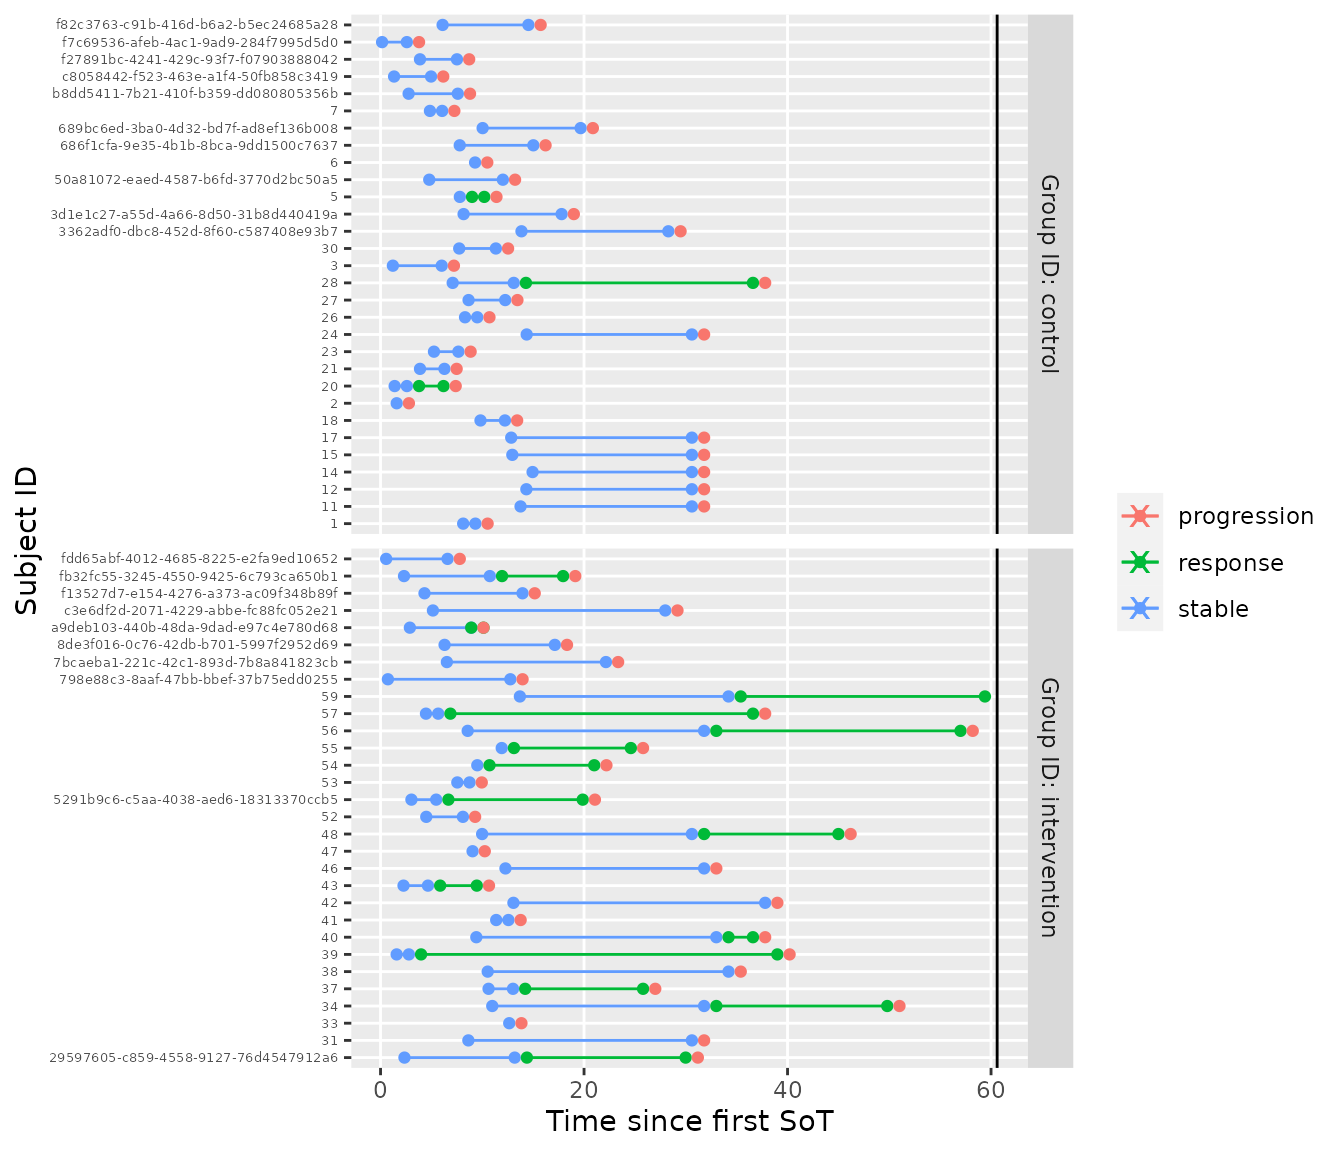 Subject ID
f82c3763-c91b-416d-b6a2-b5ec24685a28
f7c69536-afeb-4ac1-9ad9-284f7995d5d0
f27891bc-4241-429c-93f7-f07903888042
c8058442-f523-463e-a1f4-50fb858c3419
b8dd5411-7b21-410f-b359-dd080805356b
7
689bc6ed-3ba0-4d32-bd7f-ad8ef136b008
686f1cfa-9e35-4b1b-8bca-9dd1500c7637
6
50a81072-eaed-4587-b6fd-3770d2bc50a5
5
3d1e1c27-a55d-4a66-8d50-31b8d440419a
3362adf0-dbc8-452d-8f60-c587408e93b7
30
3
28
27
26
24
23
21
20
2
18
17
15
14
12
11
1
Group ID: control
fdd65abf-4012-4685-8225-e2fa9ed10652
fb32fc55-3245-4550-9425-6c793ca650b1
f13527d7-e154-4276-a373-ac09f348b89f
c3e6df2d-2071-4229-abbe-fc88fc052e21
a9deb103-440b-48da-9dad-e97c4e780d68
8de3f016-0c76-42db-b701-5997f2952d69
7bcaeba1-221c-42c1-893d-7b8a841823cb
798e88c3-8aaf-47bb-bbef-37b75edd0255
59
57
56
55
54
53
5291b9c6-c5aa-4038-aed6-18313370ccb5
52
48
47
46
43
42
41
40
39
38
37
34
33
31
29597605-c859-4558-9127-76d4547912a6
Group ID: intervention
0 20 40 60
Time since first SoT
progression
response
stable